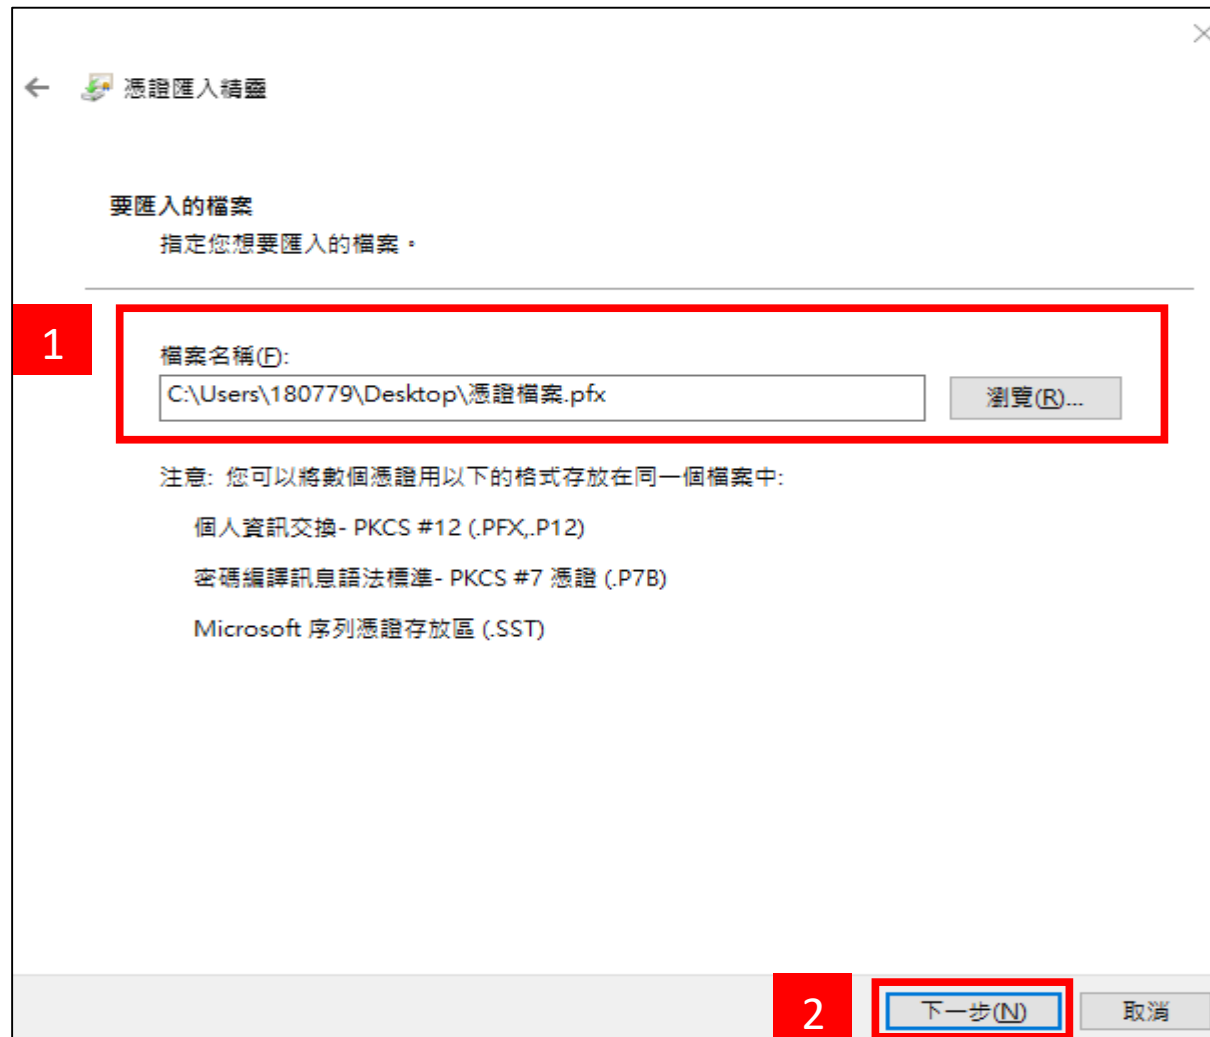 憑證匯入精靈
要匯入的檔案
指定您想要匯入的檔案。
1
檔案名稱(F):
C:\Users\180779\Desktop\憑證檔案.pfx
瀏覽(R)...
注意: 您可以將數個憑證用以下的格式存放在同一個檔案中:
個人資訊交換- PKCS #12 (.PFX,.P12)
密碼編譯訊息語法標準- PKCS #7 憑證 (.P7B)
Microsoft 序列憑證存放區 (.SST)
2
下一步(N)
取消